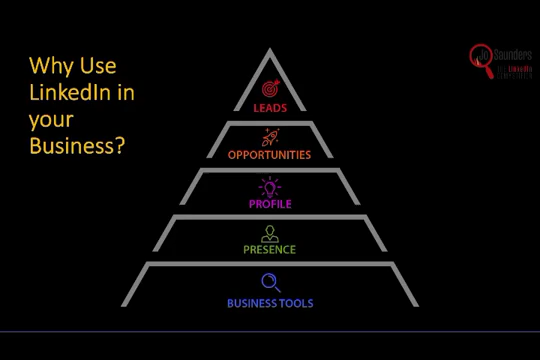 Why Use
LinkedIn in
your
Business?
Jo Saunders
LinkedIn
LEADS
OPPORTUNITIES
PROFILE
PRESENCE
BUSINESS TOOLS